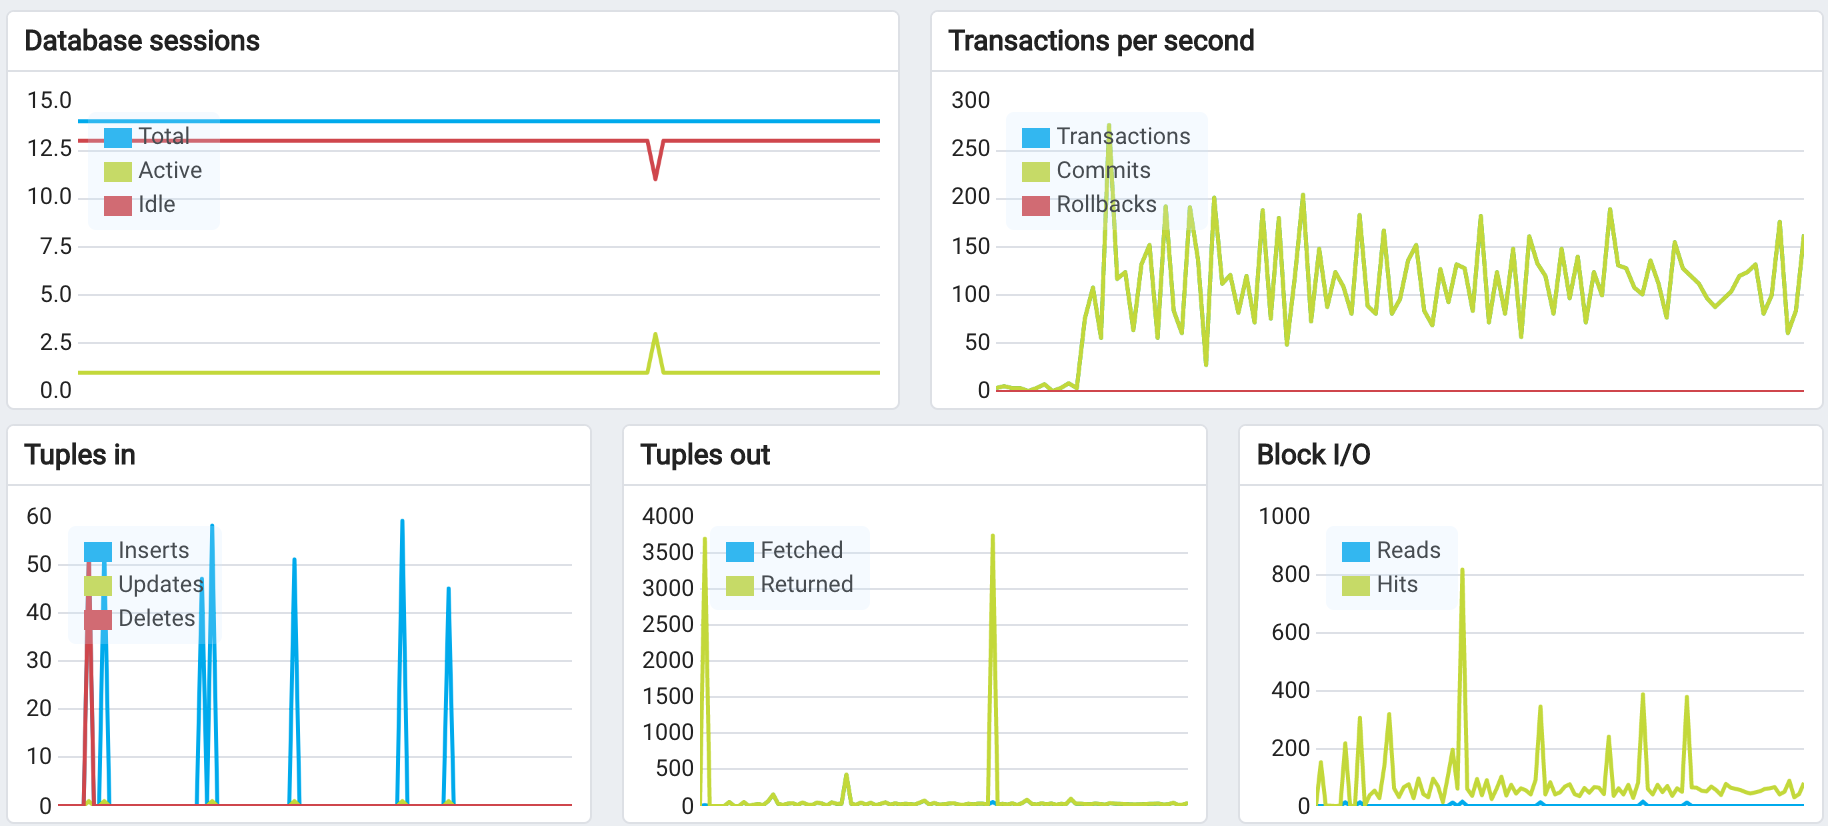 Database sessions
15.0
12.5
10.0
7.5
5.0
2.5
0.0
Total
Active
Idle
Transactions per second
300
250
200
150
100
50
0
Transactions
Commits
Rollbacks
Tuples in
60
50
40
30
20
10
0
Inserts
Updates
Deletes
Tuples out
4000
3500
3000
2500
2000
1500
1000
500
0
Fetched
Returned
Block I/O
1000
800
600
400
200
0
Reads
Hits